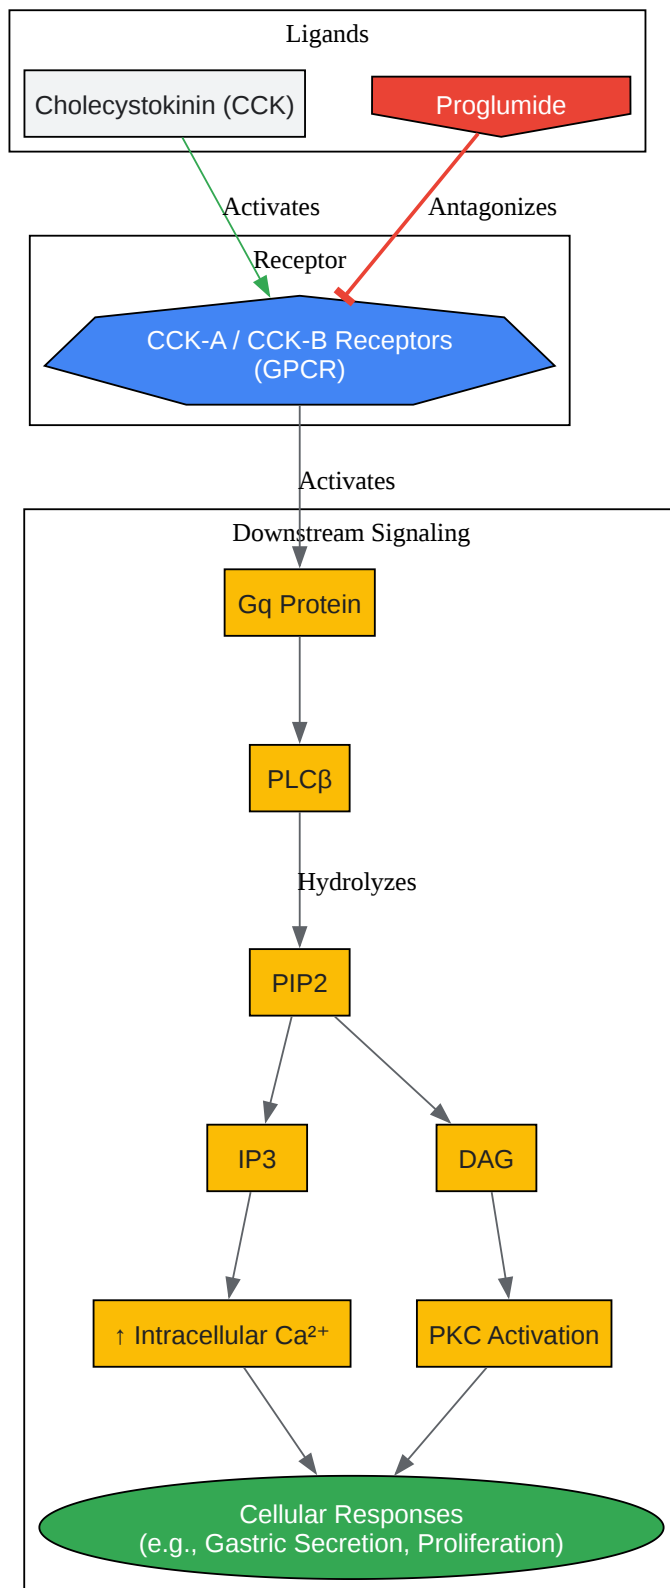 Ligands
Cholecystokinin (CCK)
Proglumide
Activates
Antagonizes
Receptor
CCK-A / CCK-B Receptors
(GPCR)
Activates
Downstream Signaling
Gq Protein
PLCβ
Hydrolyzes
PIP2
IP3
DAG
↑ Intracellular Ca²⁺
PKC Activation
Cellular Responses
(e.g., Gastric Secretion, Proliferation)